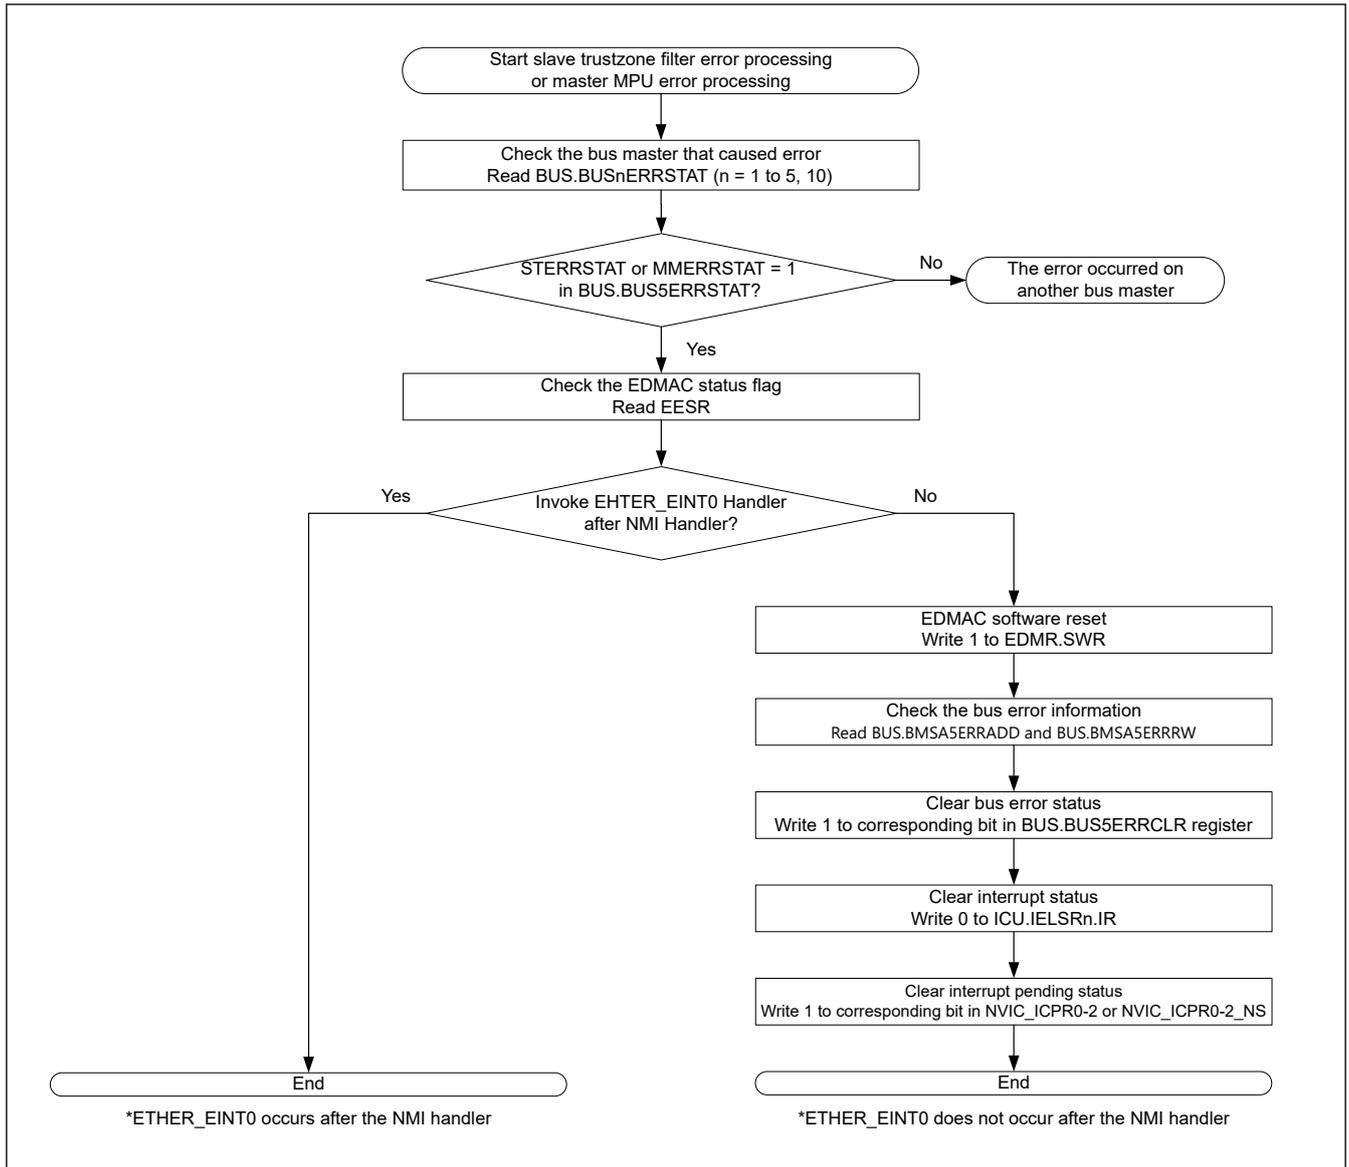 Start slave trustzone filter error processing
or master MPU error processing
Check the bus master that caused error
Read BUS.BUSnERRSTAT (n = 1 to 5, 10)
STERRSTAT or MMERRSTAT = 1
in BUS.BUS5ERRSTAT?
No
The error occurred on
another bus master
Yes
Check the EDMAC status flag
Read EESR
Yes
Invoke EHTER_EINT0 Handler
after NMI Handler?
No
EDMAC software reset
Write 1 to EDMR.SWR
Check the bus error information
Read BUS.BMSA5ERRADD and BUS.BMSA5ERRRW
Clear bus error status
Write 1 to corresponding bit in BUS.BUS5ERRCLR register
Clear interrupt status
Write 0 to ICU.IELSRn.IR
Clear interrupt pending status
Write 1 to corresponding bit in NVIC_ICPR0-2 or NVIC_ICPR0-2_NS
End
*ETHER_EINT0 occurs after the NMI handler
End
*ETHER_EINT0 does not occur after the NMI handler